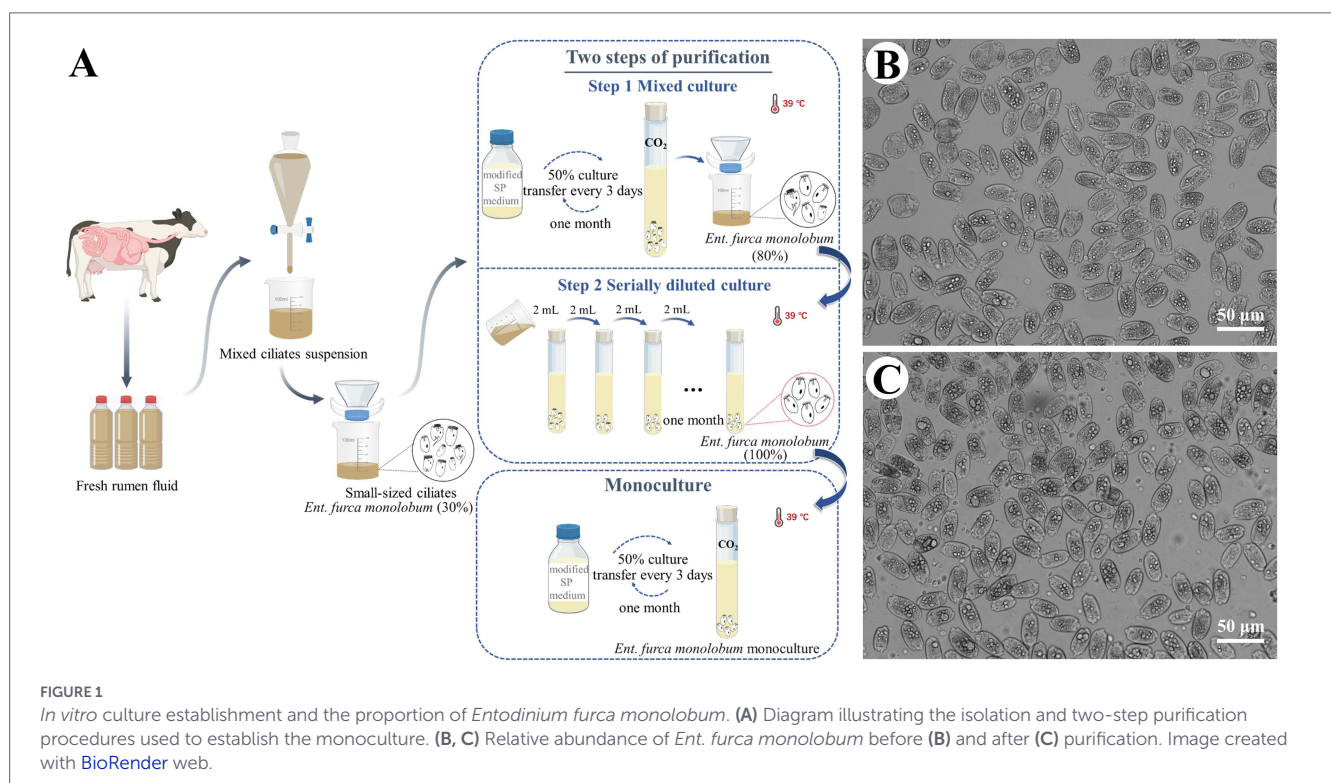 A
Fresh rumen fluid
Mixed ciliates suspension
100ml
Small-sized ciliates
Ent. furca monolobum (30%)
100ml
Two steps of purification
Step 1 Mixed culture
39 °C
modified
SP
medium
50% culture
transfer every 3 days
one month
CO2
100ml
Ent. furca monolobum
(80%)
Step 2 Serially diluted culture
39 °C
2 mL
2 mL
2 mL
2 mL
...
one month
Ent. furca monolobum
(100%)
Monoculture
39 °C
modified
SP
medium
50% culture
transfer every 3 days
one month
CO2
Ent. furca monolobum monoculture
B
50 μm
C
50 μm
FIGURE 1
In vitro culture establishment and the proportion of Entodinium furca monolobum. (A) Diagram illustrating the isolation and two-step purification
procedures used to establish the monoculture. (B, C) Relative abundance of Ent. furca monolobum before (B) and after (C) purification. Image created
with BioRender web.